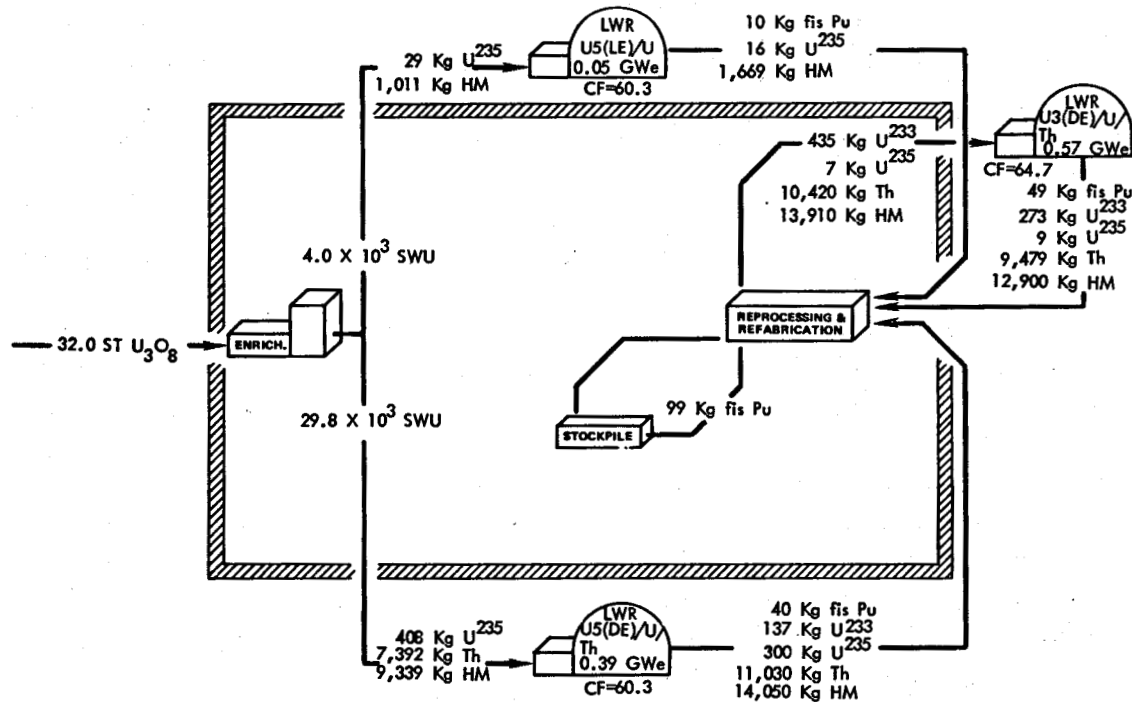 LWR
U5(LE)/U
0.05 GWe
CF=60.3
29 Kg U235
1,011 Kg HM
10 Kg fis Pu
16 Kg U235
1,669 Kg HM
LWR
U3(DE)/U/
Th
0.57 GWe
CF=64.7
435 Kg U233
7 Kg U235
10,420 Kg Th
13,910 Kg HM
49 Kg fis Pu
273 Kg U233
9 Kg U235
9,479 Kg Th
12,900 Kg HM
4.0 X 103 SWU
REPROCESSING &
REFABRICATION
32.0 ST U3O8
ENRICH.
29.8 X 103 SWU
99 Kg fis Pu
STOCKPILE
408 Kg U235
7,392 Kg Th
9,339 Kg HM
LWR
U5(DE)/U/
Th
0.39 GWe
CF=60.3
40 Kg fis Pu
137 Kg U233
300 Kg U235
11,030 Kg Th
14,050 Kg HM